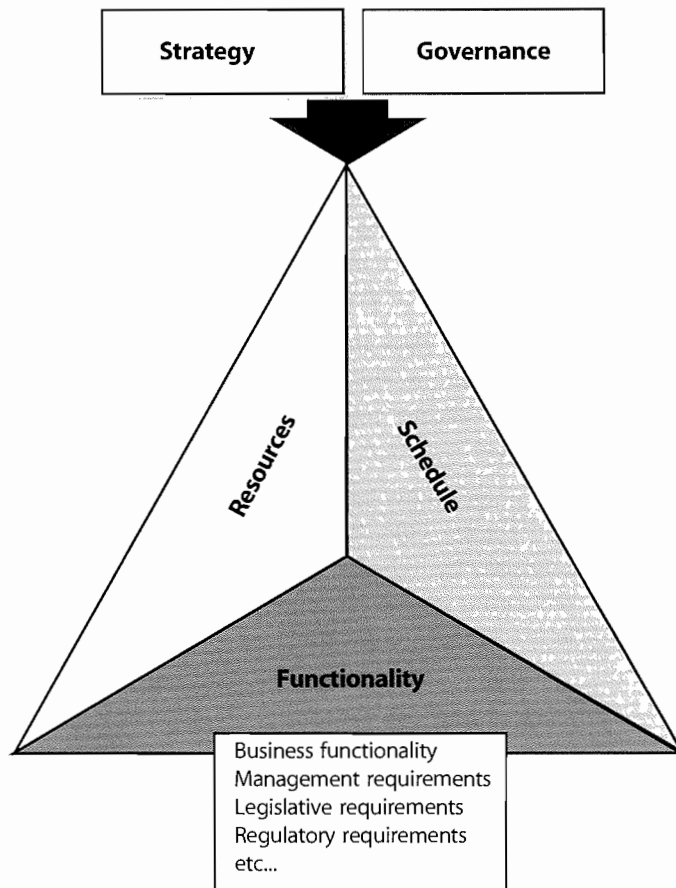 Strategy
Governance
Resources
Schedule
Functionality
Business functionality
Management requirements
Legislative requirements
Regulatory requirements
etc...